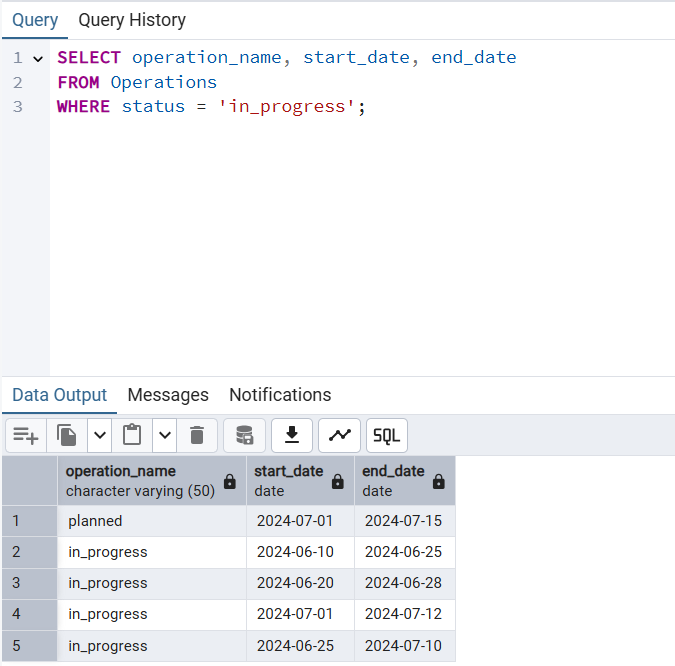 Query Query History
1 SELECT operation_name, start_date, end_date
2 FROM Operations
3 WHERE status = 'in_progress';
Data Output Messages Notifications
SQL
operation_name start_date end_date
character varying (50) date date
1 planned 2024-07-01 2024-07-15
2 in_progress 2024-06-10 2024-06-25
3 in_progress 2024-06-20 2024-06-28
4 in_progress 2024-07-01 2024-07-12
5 in_progress 2024-06-25 2024-07-10